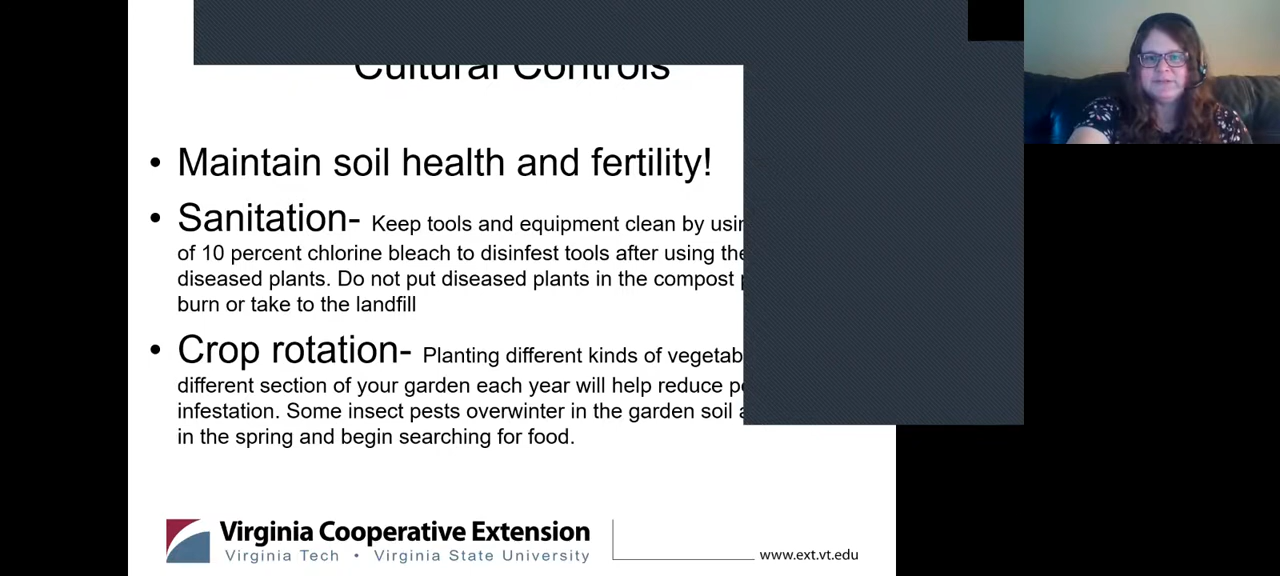 Cultural Controls
• Maintain soil health and fertility!
• Sanitation- Keep tools and equipment clean by
of 10 percent chlorine bleach to disinfest tools after using
diseased plants. Do not put diseased plants in the compost
burn or take to the landfill
• Crop rotation- Planting different kinds of
different section of your garden each year will help reduce
infestation. Some insect pests overwinter in the garden soil
in the spring and begin searching for food.
Virginia Cooperative Extension
Virginia Tech • Virginia State University
www.ext.vt.edu